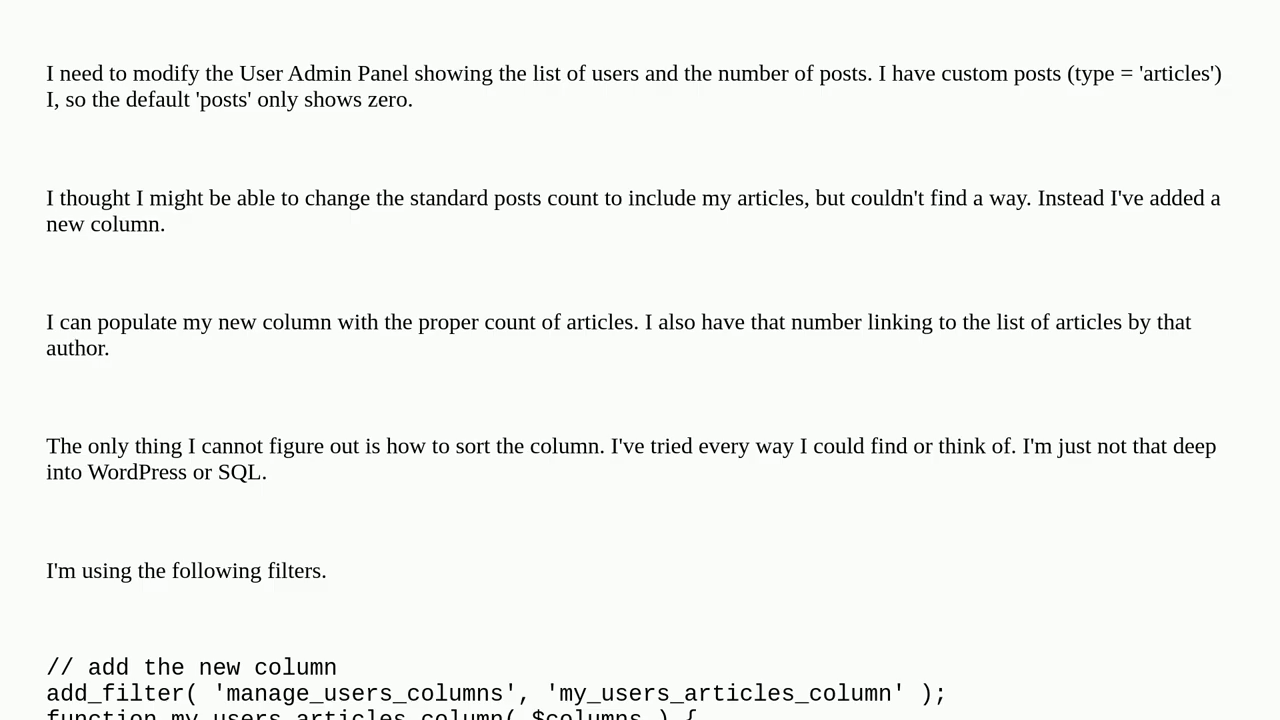 I need to modify the User Admin Panel showing the list of users and the number of posts. I have custom posts (type = 'articles')
I, so the default 'posts' only shows zero.
I thought I might be able to change the standard posts count to include my articles, but couldn't find a way. Instead I've added a
new column.
I can populate my new column with the proper count of articles. I also have that number linking to the list of articles by that
author.
The only thing I cannot figure out is how to sort the column. I've tried every way I could find or think of. I'm just not that deep
into WordPress or SQL.
I'm using the following filters.
// add the new column
add_filter( 'manage_users_columns', 'my_users_articles_column' );
function my_users_articles_column( $columns ) {